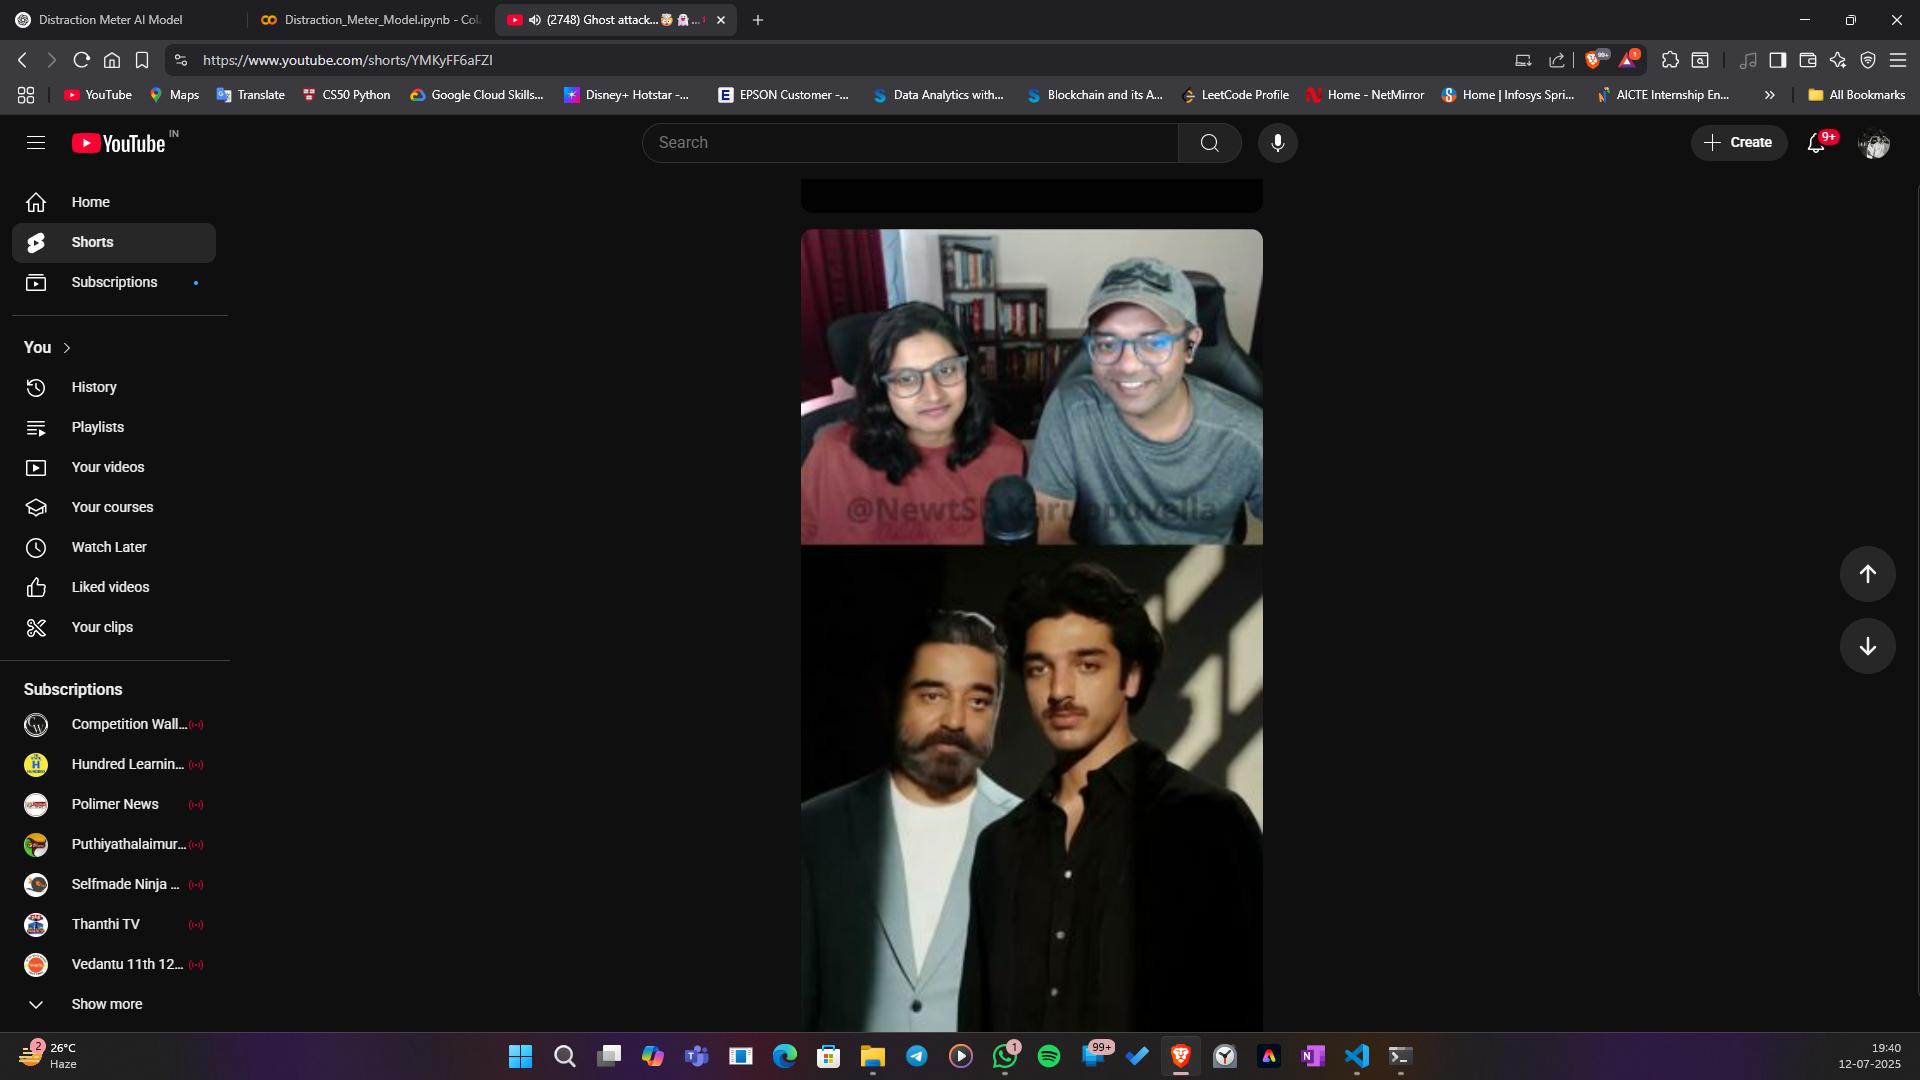 Distraction Meter AI Model
Distraction_Meter_Model.ipynb - Col
(2748) Ghost attack...
https://www.youtube.com/shorts/YMKyFF6aFZI
99+
1
YouTube
Maps
Translate
CS50 Python
Google Cloud Skills...
Disney+ Hotstar -...
EPSON Customer -...
Data Analytics with...
Blockchain and its A...
LeetCode Profile
Home - NetMirror
Home | Infosys Spri...
AICTE Internship En...
All Bookmarks
YouTube IN
Search
Create
9+
Home
Shorts
Subscriptions
You
History
Playlists
Your videos
Your courses
Watch Later
Liked videos
Your clips
Subscriptions
Competition Wall...
Hundred Learnin...
Polimer News
Puthiyathalaimur...
Selfmade Ninja ...
Thanthi TV
Vedantu 11th 12...
Show more
2
26°C
Haze
1
99+
19:40
12-07-2025